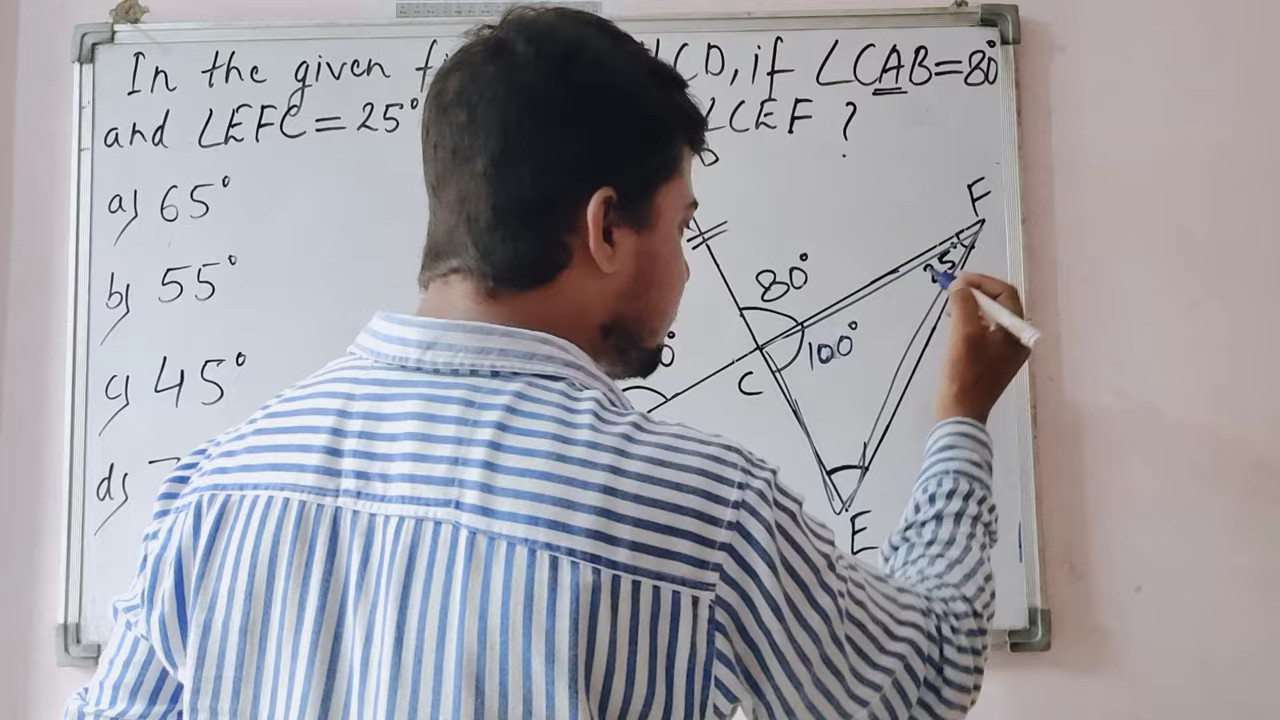 In the given CD, if ∠CAB=80°
and ∠EFC=25° ∠CEF ?
a) 65°
b) 55°
c) 45°
d)
D
F
80°
25°
100°
C
E